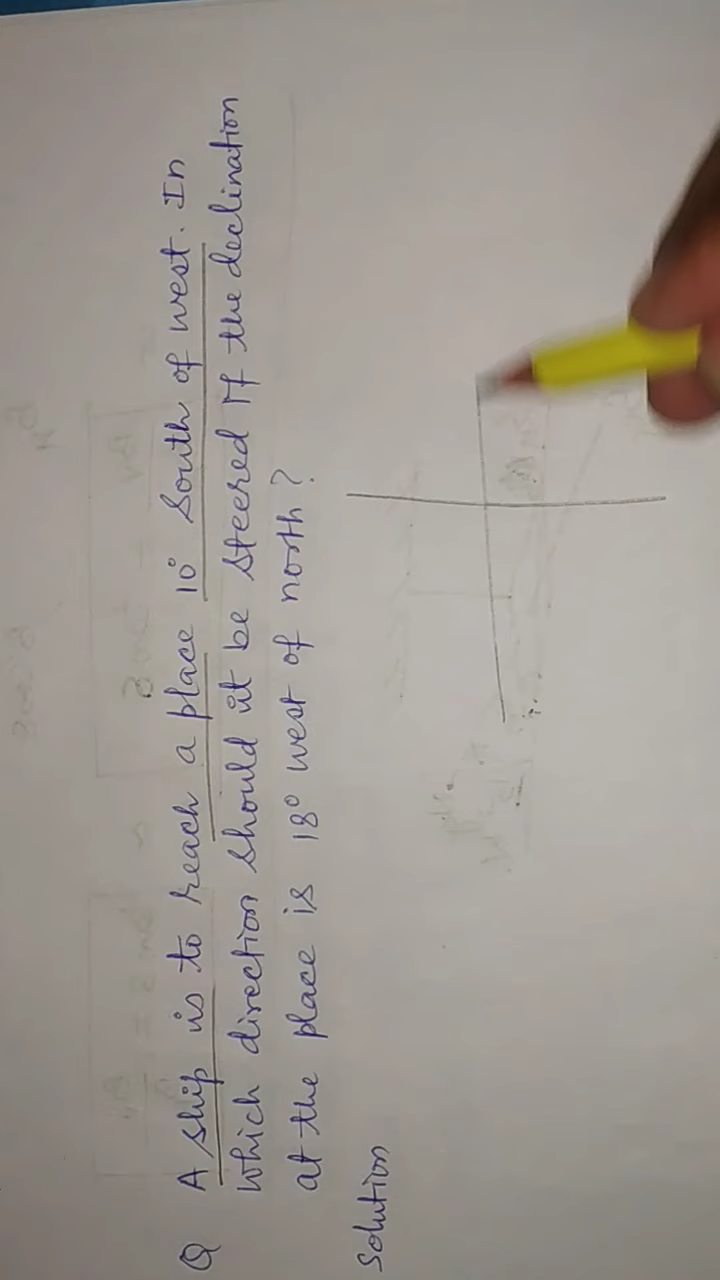 Q A ship is to reach a place 10° South of west. In
which direction should it be steered If the declination
at the place is 18° west of north?
Solution